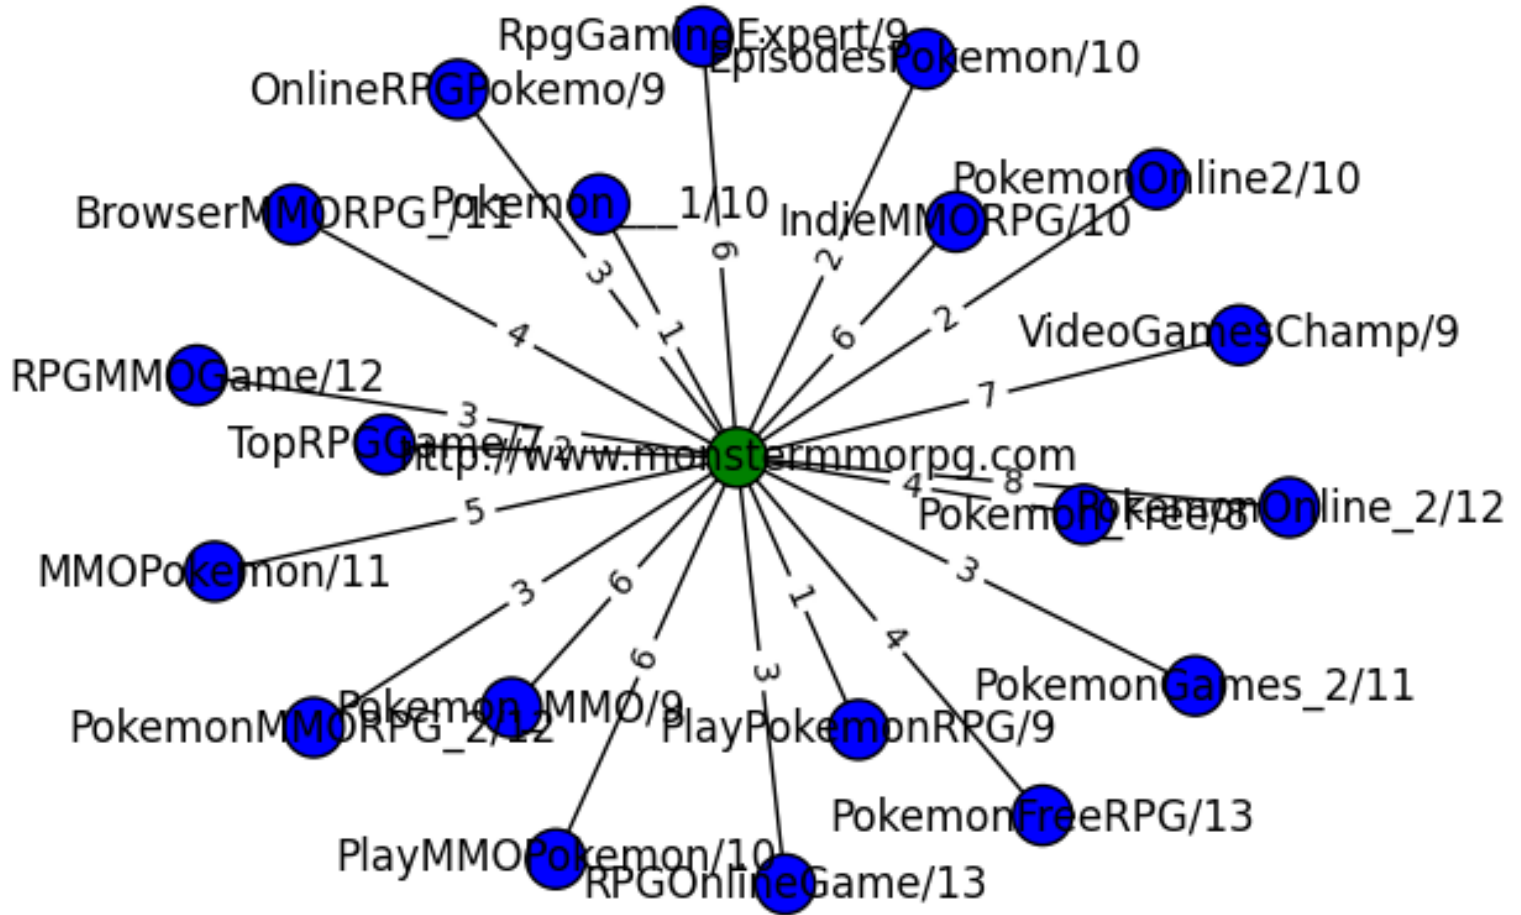 RpgGamingExpert/9
EpisodesPokemon/10
OnlineRPGPokemo/9
PokemonOnline2/10
BrowserMMORPG_/11
Pokemon___1/10
IndieMMORPG/10
6
2
3
VideoGamesChamp/9
1
6
2
4
RPGMMOGame/12
7
3
TopRPGGame/7
2
http://www.monstermmorpg.com
8
4
Pokemon_Free/8
PokemonOnline_2/12
5
MMOPokemon/11
3
3
6
1
4
6
3
PokemonGames_2/11
Pokemon_MMO/9
PokemonMMORPG_2/12
PlayPokemonRPG/9
PokemonFreeRPG/13
PlayMMOPokemon/10
RPGOnlineGame/13